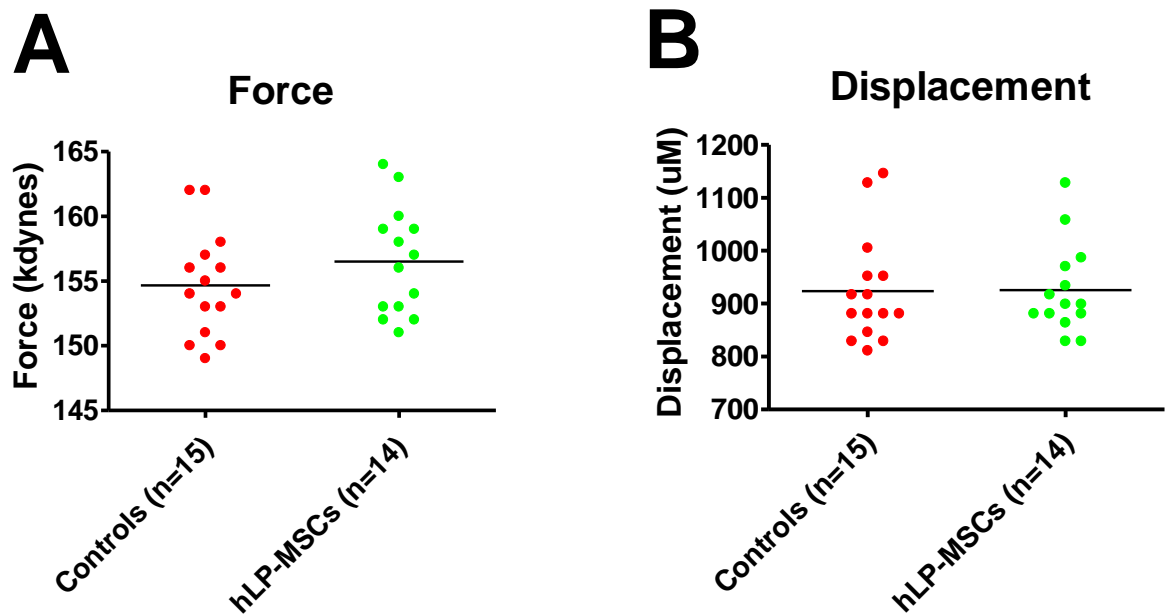 A
Force
Force (kdynes)
165
160
155
150
145
Controls (n=15)
hLP-MSCs (n=14)
B
Displacement
Displacement (uM)
1200
1100
1000
900
800
700
Controls (n=15)
hLP-MSCs (n=14)